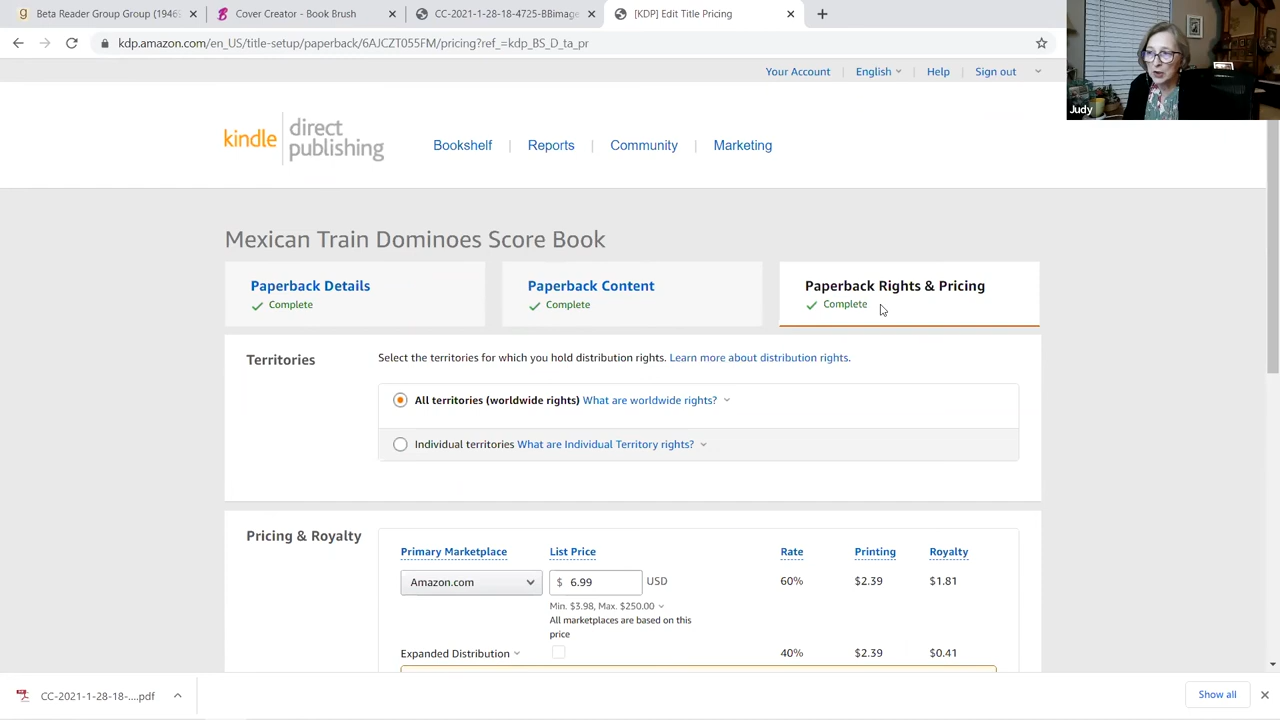 Beta Reader Group Group (1946
Cover Creator - Book Brush
CC-2021-1-28-18-4725-BBimage
[KDP] Edit Title Pricing
kdp.amazon.com/en_US/title-setup/paperback/6AJCZT955FM/pricing?ref_=kdp_BS_D_ta_pr
Judy
Your Account | English | Help | Sign out
kindle direct publishing
Bookshelf | Reports | Community | Marketing
Mexican Train Dominoes Score Book
Paperback Details
Complete
Paperback Content
Complete
Paperback Rights & Pricing
Complete
Territories
Select the territories for which you hold distribution rights. Learn more about distribution rights.
All territories (worldwide rights) What are worldwide rights?
Individual territories What are Individual Territory rights?
Pricing & Royalty
Primary Marketplace List Price Rate Printing Royalty
Amazon.com $ 6.99 USD 60% $2.39 $1.81
Min. $3.98, Max. $250.00
All marketplaces are based on this
price
Expanded Distribution 40% $2.39 $0.41
CC-2021-1-28-18-....pdf
Show all